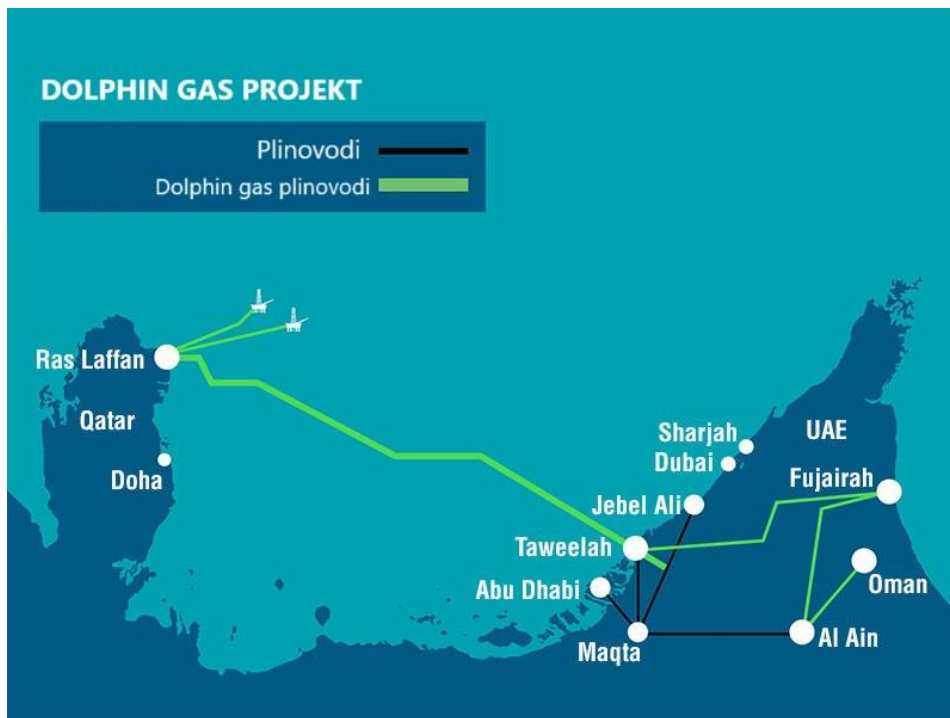 DOLPHIN GAS PROJEKT
Plinovodi
Dolphin gas plinovodi
Ras Laffan
Qatar
Doha
Sharjah
Dubai
UAE
Fujairah
Jebel Ali
Taweelah
Abu Dhabi
Oman
Maqta
Al Ain